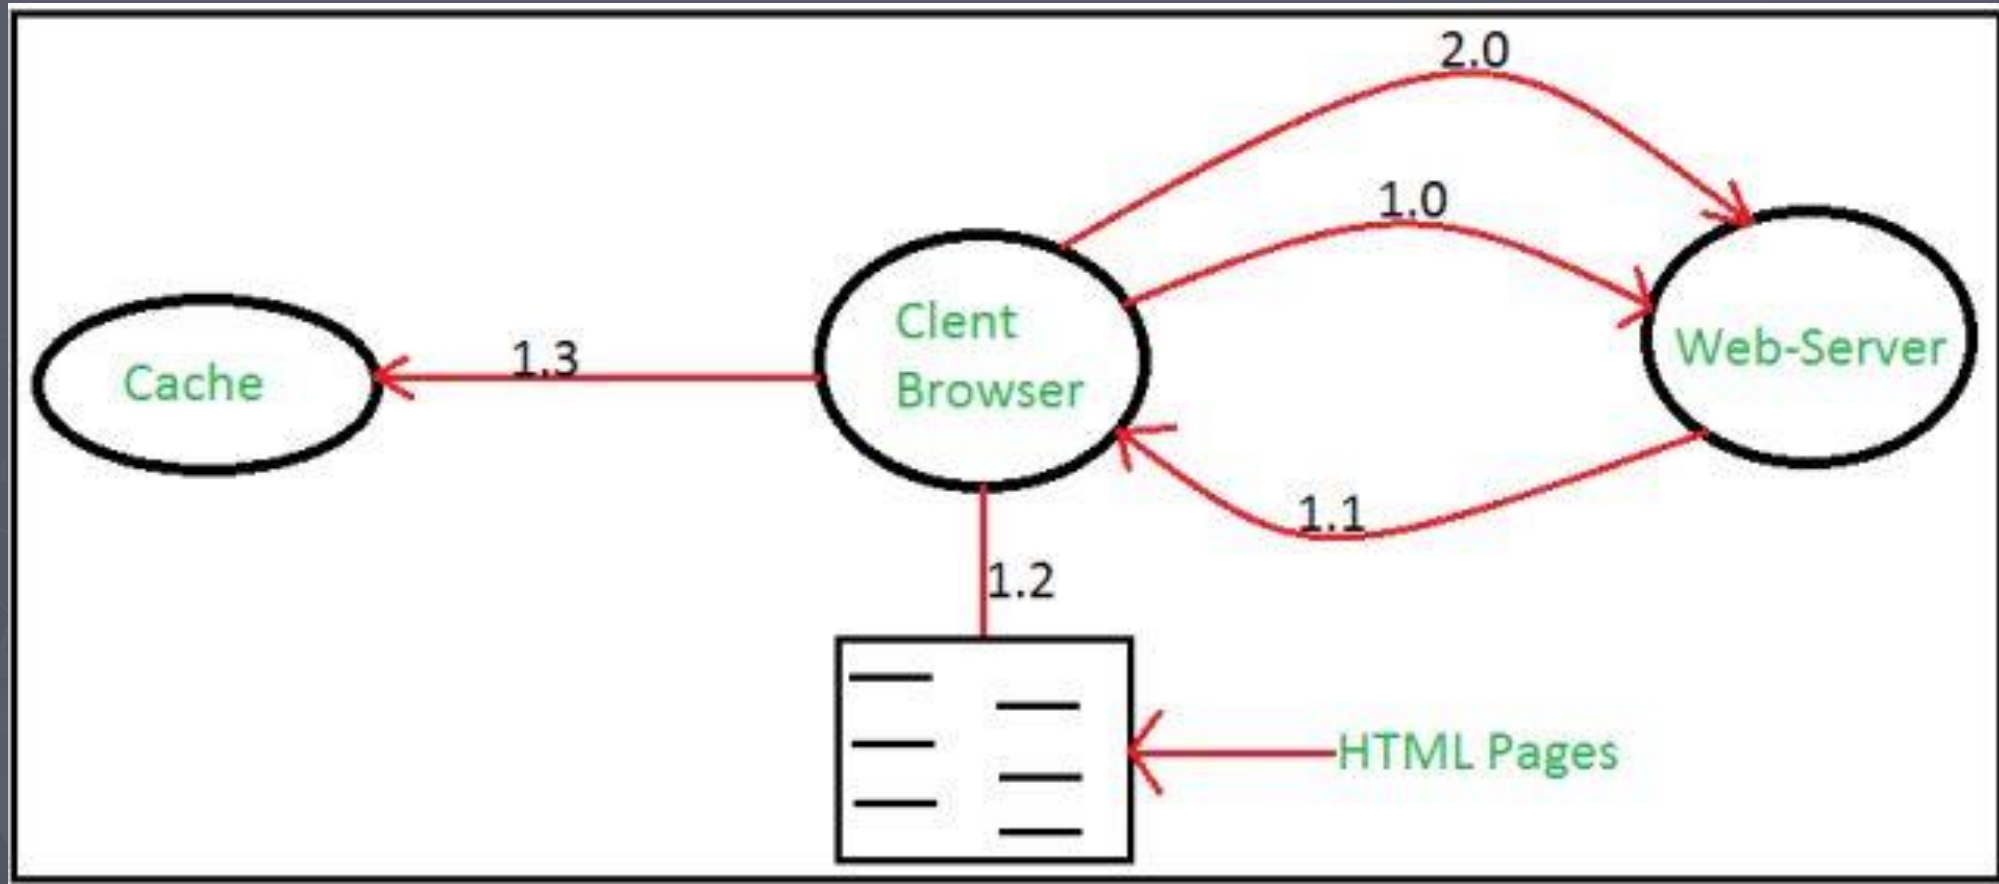 2.0
1.0
Clent
Browser
Web-Server
Cache
1.3
1.1
1.2
HTML Pages